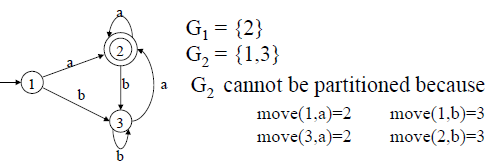 G1 = {2}
G2 = {1,3}
G2 cannot be partitioned because
move(1,a)=2 move(1,b)=3
move(3,a)=2 move(2,b)=3
a
2
a
1
b
b
a
3
b